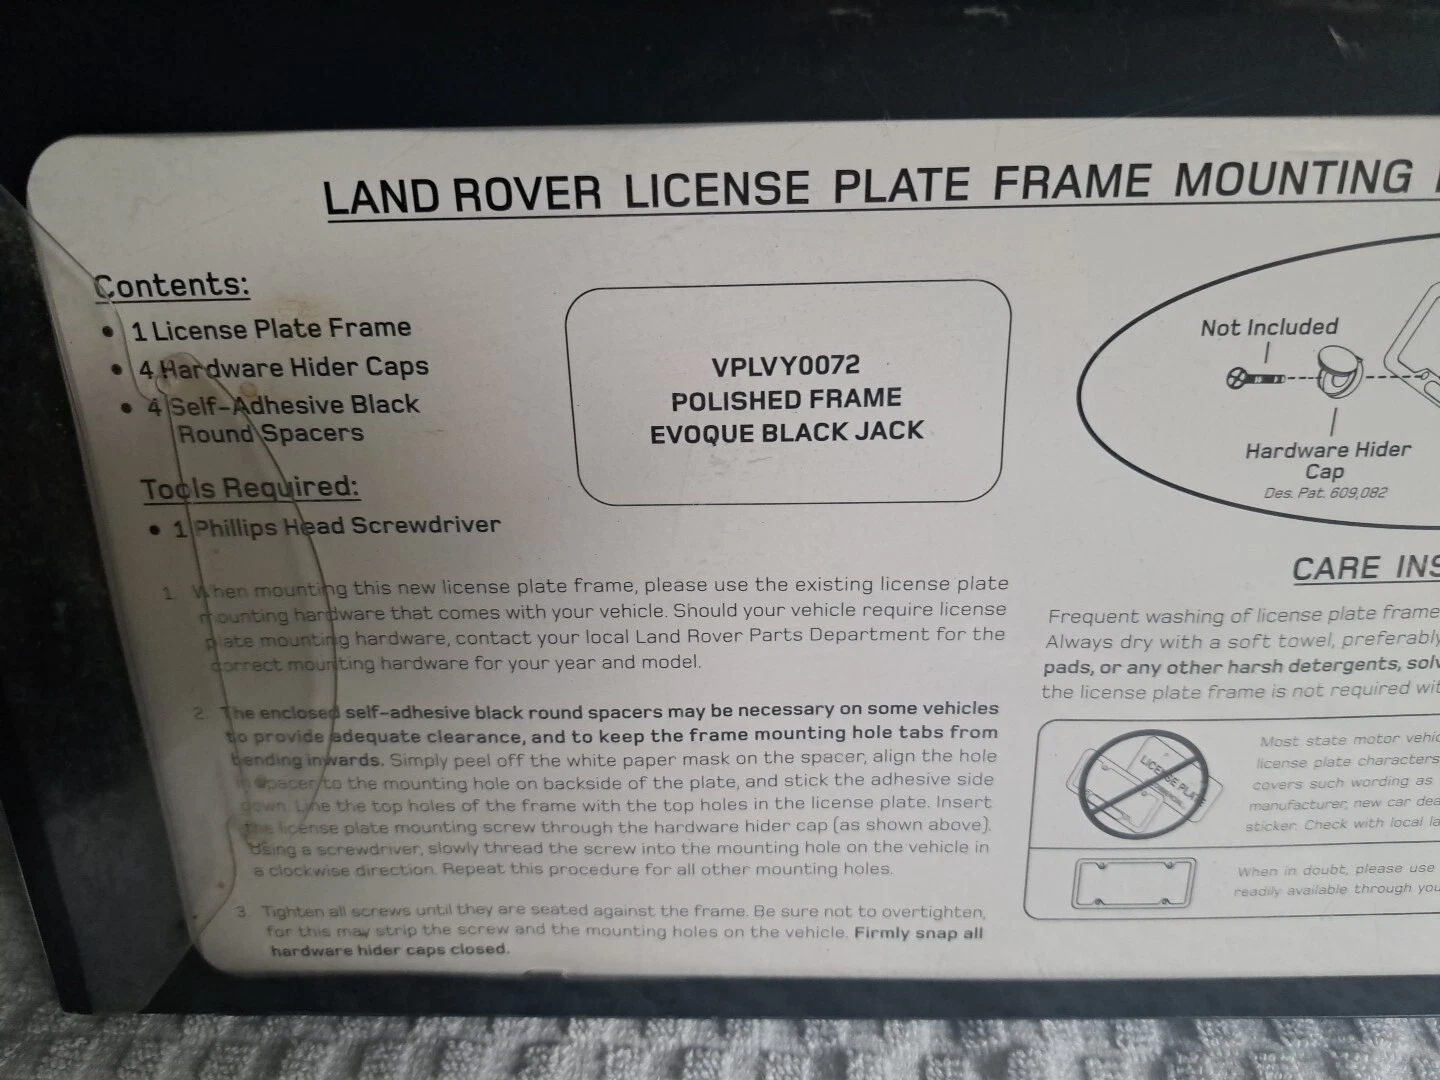 LAND ROVER LICENSE PLATE FRAME MOUNTING
Contents:
• 1 License Plate Frame
• 4 Hardware Hider Caps
• 4 Self-Adhesive Black
Round Spacers
Tools Required:
• 1 Phillips Head Screwdriver
VPLVY0072
POLISHED FRAME
EVOQUE BLACK JACK
Not Included
Hardware Hider
Cap
Des. Pat. 609,082
1. When mounting this new license plate frame, please use the existing license plate
mounting hardware that comes with your vehicle. Should your vehicle require license
plate mounting hardware, contact your local Land Rover Parts Department for the
correct mounting hardware for your year and model.
2. The enclosed self-adhesive black round spacers may be necessary on some vehicles
to provide adequate clearance, and to keep the frame mounting hole tabs from
bending inwards. Simply peel off the white paper mask on the spacer, align the hole
in spacer to the mounting hole on backside of the plate, and stick the adhesive side
down. Line the top holes of the frame with the top holes in the license plate. Insert
the license plate mounting screw through the hardware hider cap (as shown above).
Using a screwdriver, slowly thread the screw into the mounting hole on the vehicle in
a clockwise direction. Repeat this procedure for all other mounting holes.
3. Tighten all screws until they are seated against the frame. Be sure not to overtighten,
for this may strip the screw and the mounting holes on the vehicle. Firmly snap all
hardware hider caps closed.
CARE INS
Frequent washing of license plate frame
Always dry with a soft towel, preferably
pads, or any other harsh detergents, solv
the license plate frame is not required wit
LICENSE PLATE
Most state motor vehic
license plate characters
covers such wording as
manufacturer, new car dea
sticker. Check with local la
When in doubt, please use
readily available through you